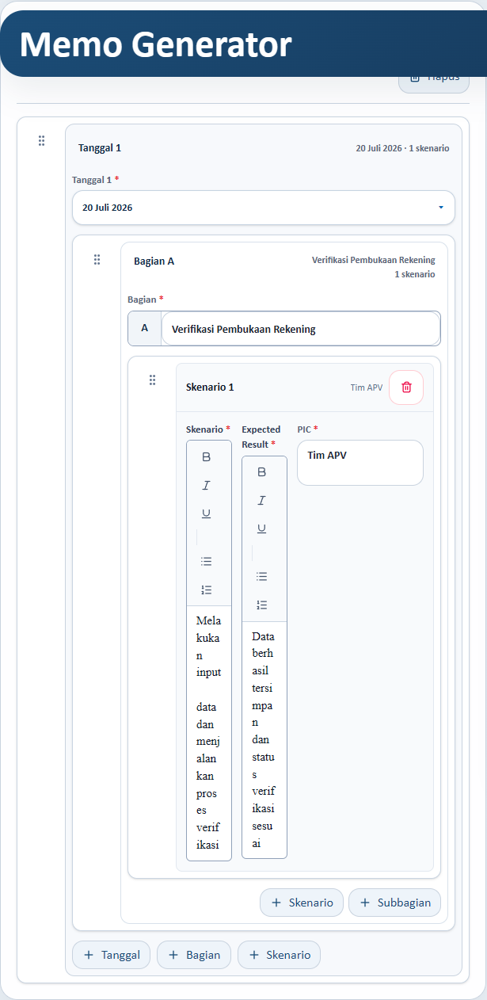 Memo Generator
Hapus
Tanggal 1
20 Juli 2026 · 1 skenario
Tanggal 1 *
20 Juli 2026
Bagian A
Verifikasi Pembukaan Rekening
1 skenario
Bagian *
A
Verifikasi Pembukaan Rekening
Skenario 1
Tim APV
Skenario *
B
I
U
Mela
kuka
n
input
data
dan
menj
alan
kan
pros
es
verif
ikasi
Expected
Result *
B
I
U
Data
berh
asil
tersi
mpa
n
dan
statu
s
verif
ikasi
sesu
ai
PIC *
Tim APV
+ Skenario
+ Subbagian
+ Tanggal
+ Bagian
+ Skenario